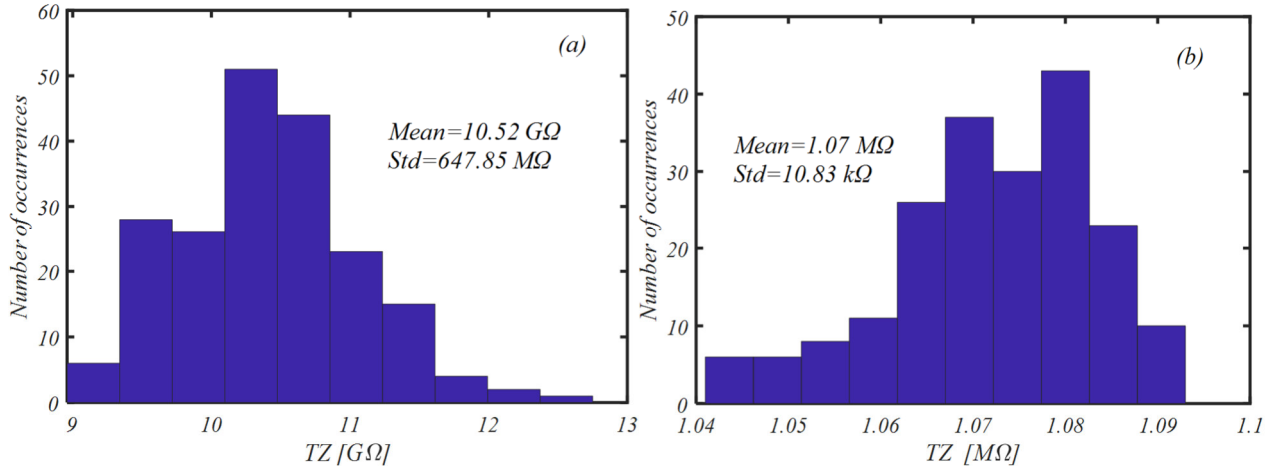 (a)
Mean=10.52 GΩ
Std=647.85 MΩ
Number of occurrences
60
50
40
30
20
10
0
9 10 11 12 13
TZ [GΩ]
(b)
Mean=1.07 MΩ
Std=10.83 kΩ
Number of occurrences
50
40
30
20
10
0
1.04 1.05 1.06 1.07 1.08 1.09 1.1
TZ [MΩ]